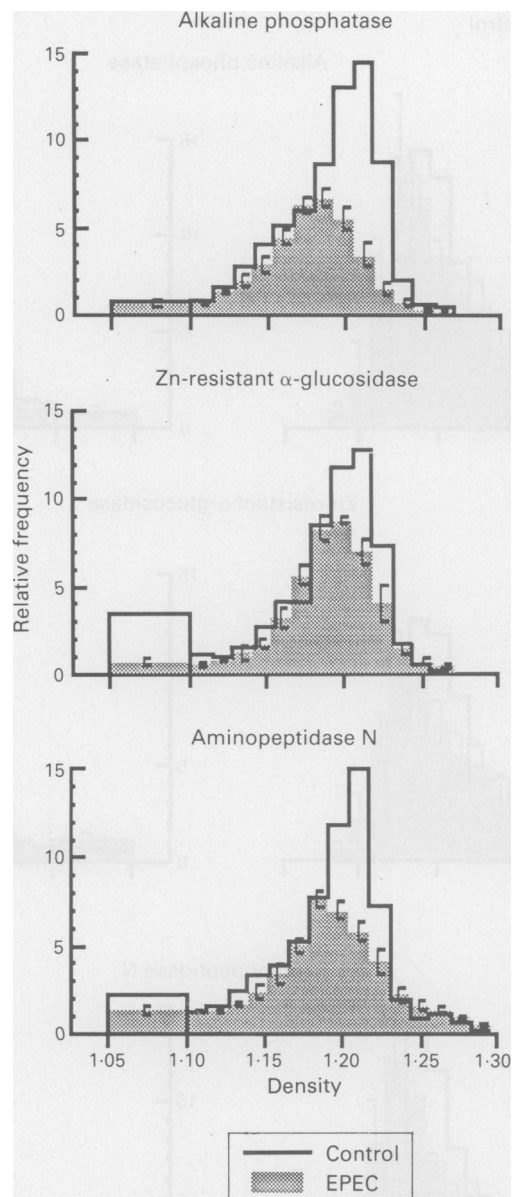 Alkaline phosphatase
15
10
5
0
Zn-resistant α-glucosidase
15
10
5
0
Relative frequency
Aminopeptidase N
15
10
5
0
1·05 1·10 1·15 1·20 1·25 1·30
Density
Control
EPEC